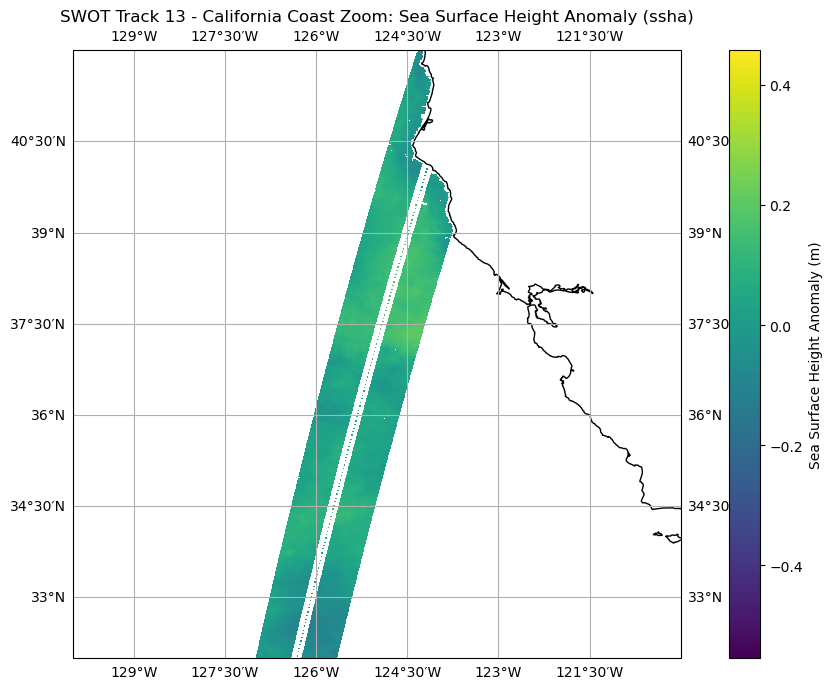 SWOT Track 13 - California Coast Zoom: Sea Surface Height Anomaly (ssha)
129°W 127°30′W 126°W 124°30′W 123°W 121°30′W
40°30′N 40°30
39°N 39°N
37°30′N 37°30
36°N 36°N
34°30′N 34°30
33°N 33°N
129°W 127°30′W 126°W 124°30′W 123°W 121°30′W
0.4
0.2
0.0
−0.2
−0.4
Sea Surface Height Anomaly (m)